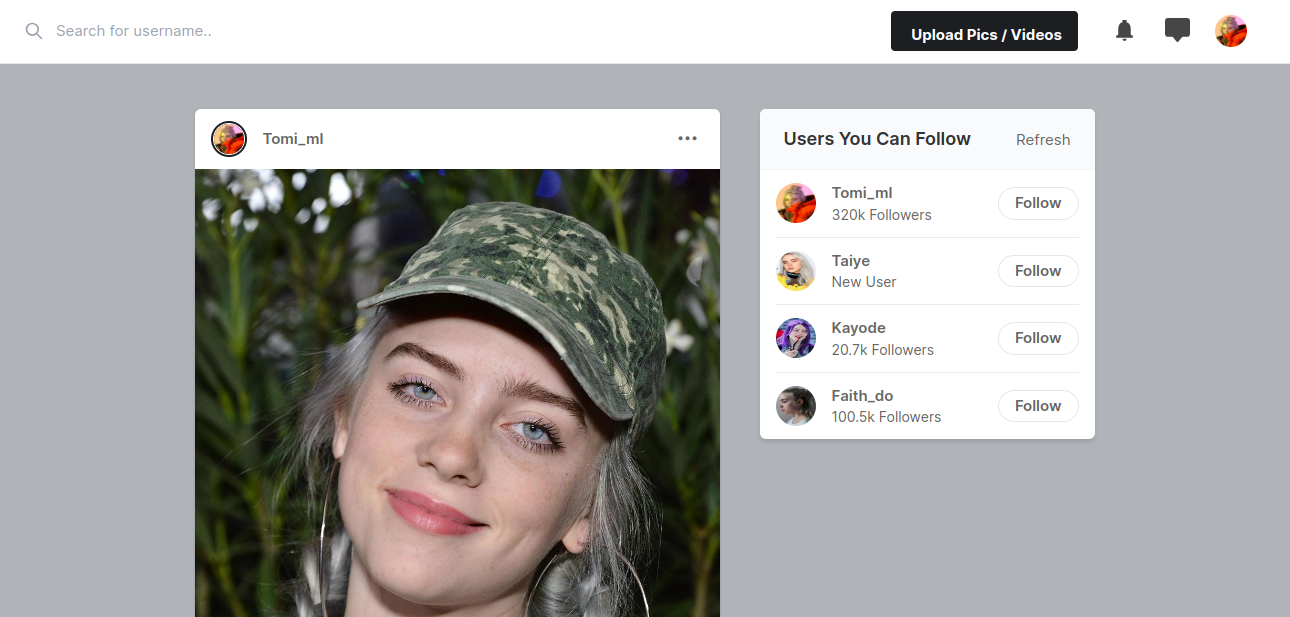 Search for username..
Upload Pics / Videos
Tomi_ml
Users You Can Follow
Refresh
Tomi_ml
320k Followers
Follow
Taiye
New User
Follow
Kayode
20.7k Followers
Follow
Faith_do
100.5k Followers
Follow